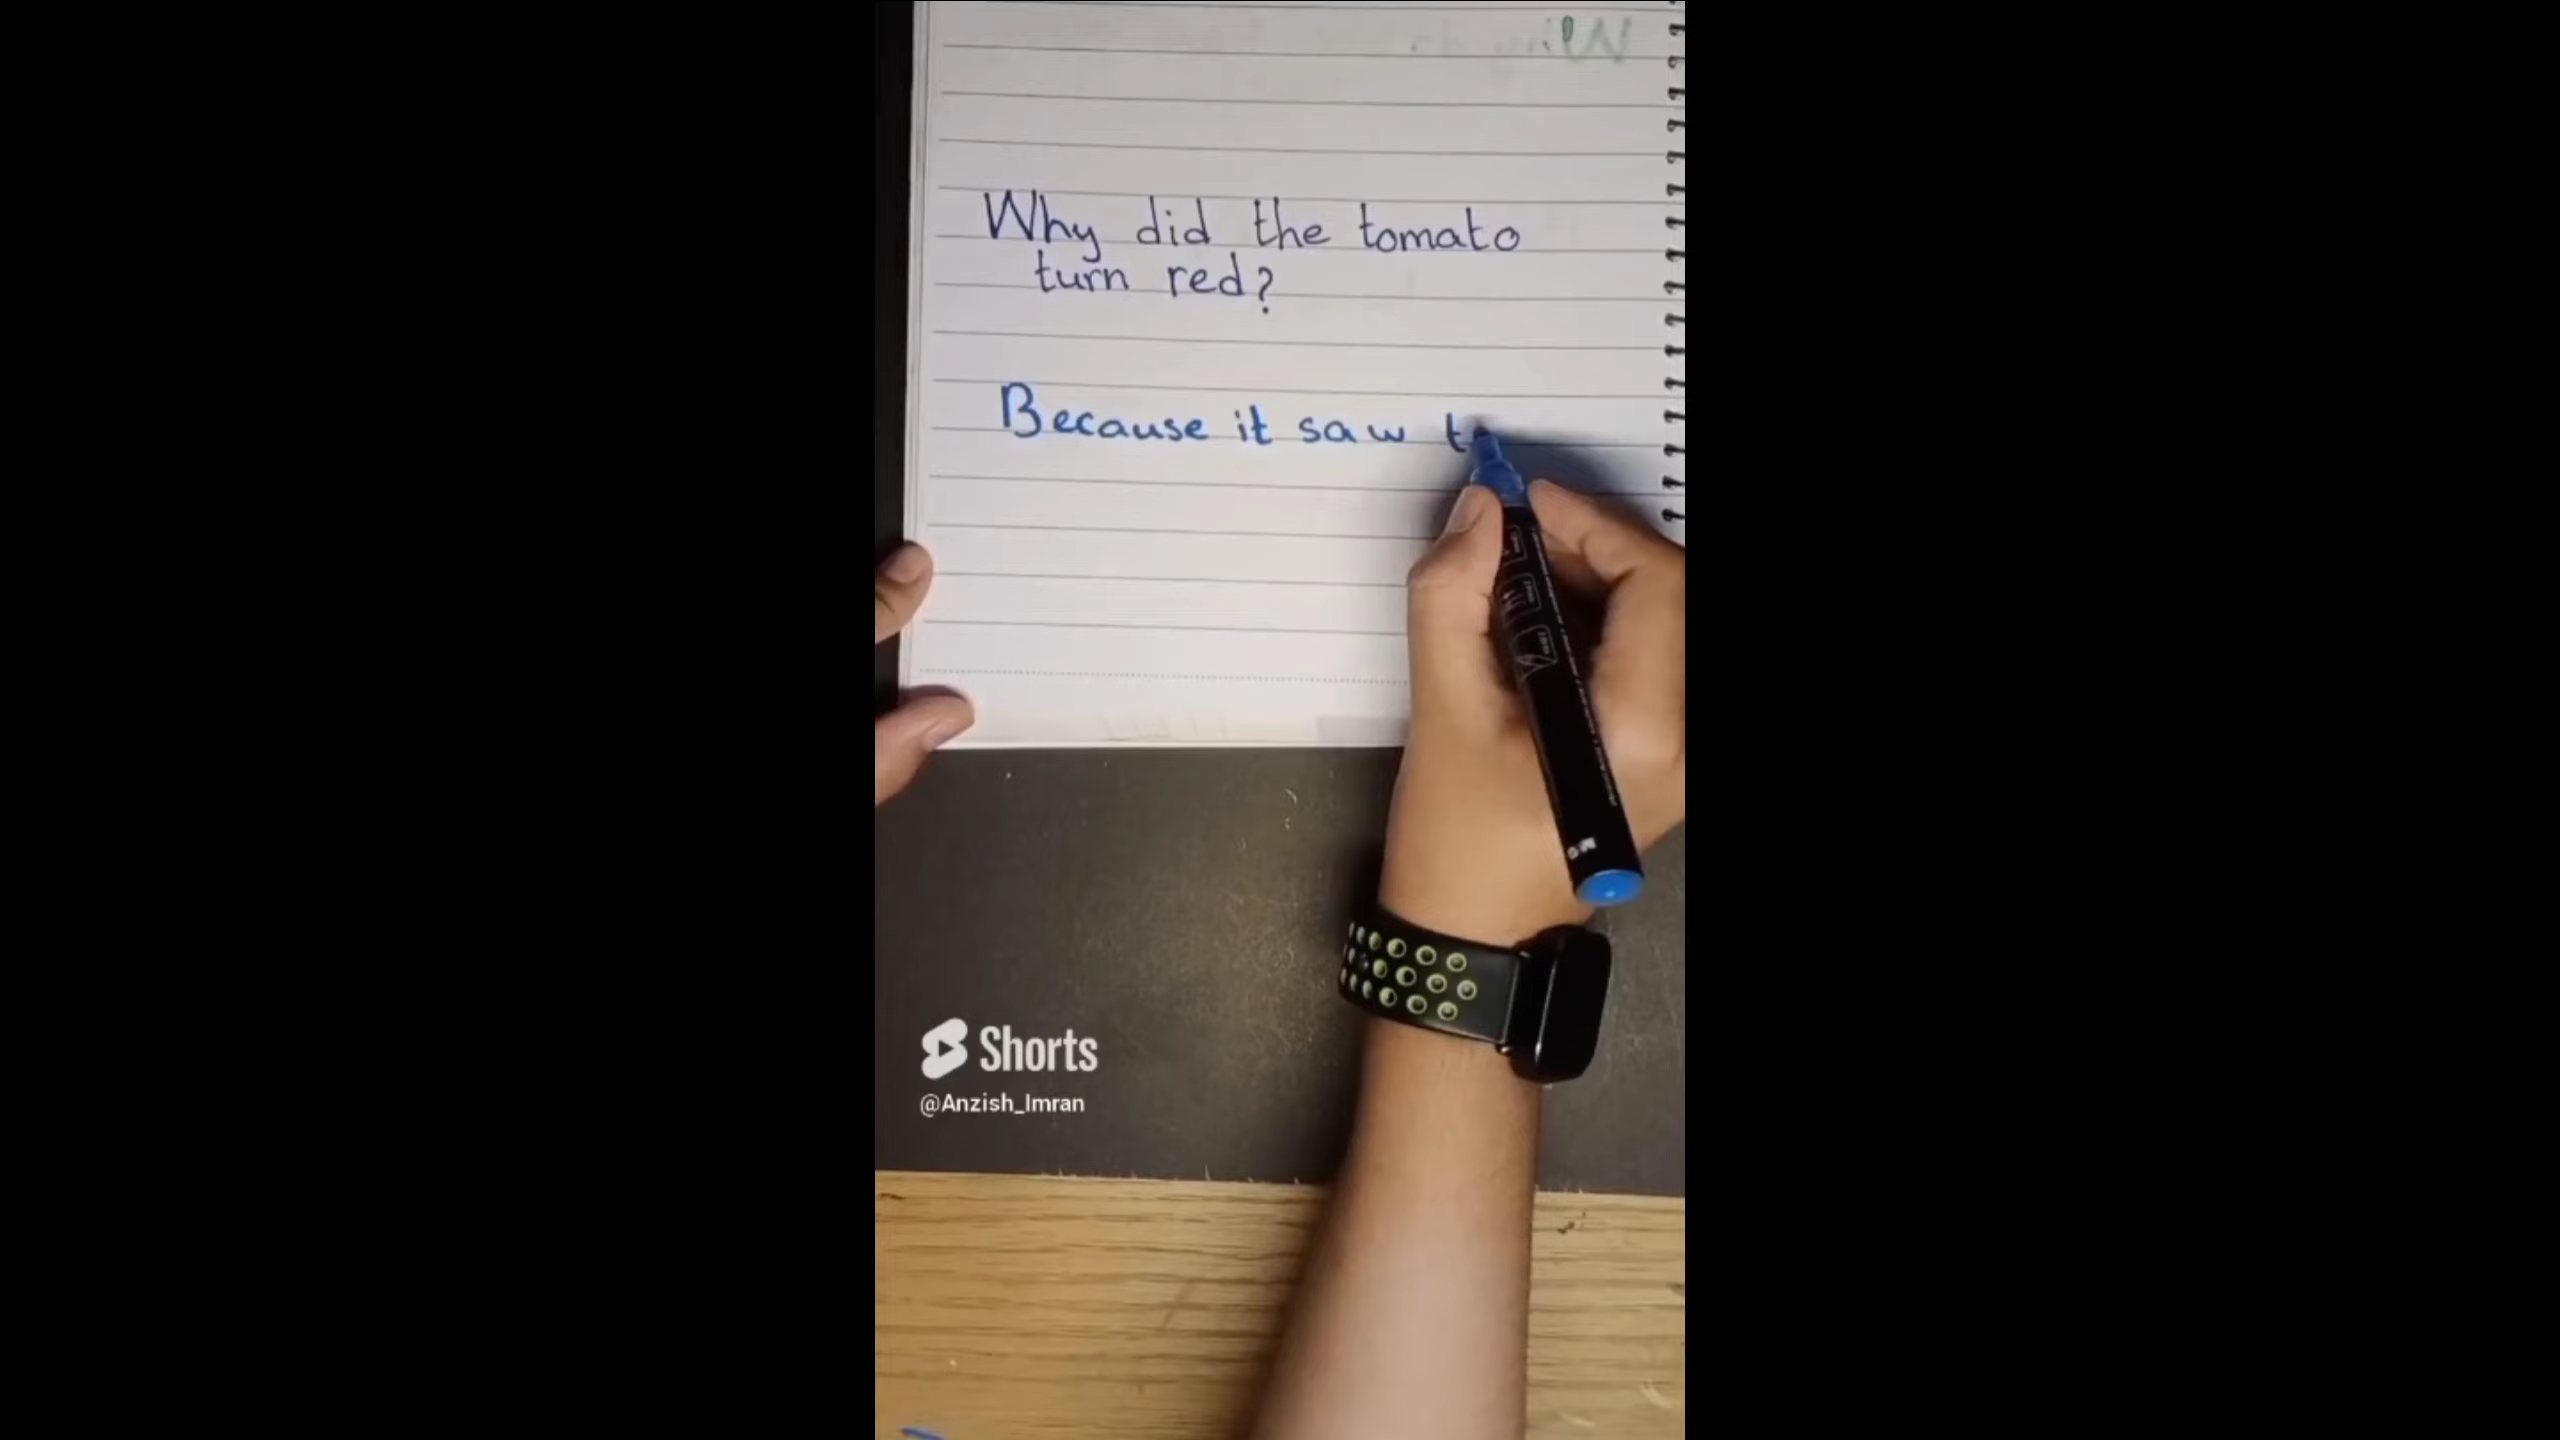 Why did the tomato
turn red?
Because it saw
Shorts
@Anzish_Imran